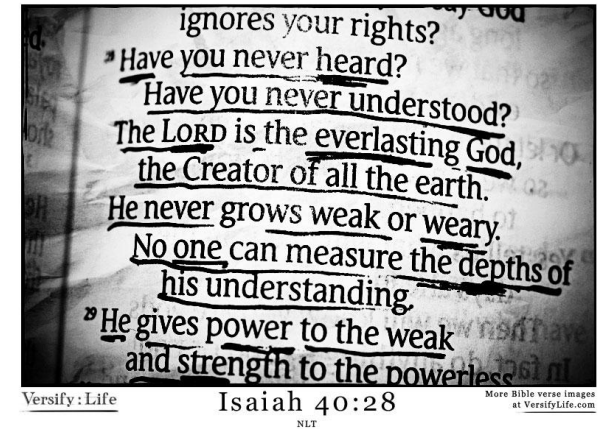 ignores your rights?
28 Have you never heard?
Have you never understood?
The LORD is the everlasting God,
the Creator of all the earth.
He never grows weak or weary.
No one can measure the depths of
his understanding.
29 He gives power to the weak
and strength to the powerless
Versify:Life
Isaiah 40:28
NLT
More Bible verse images
at VersifyLife.com